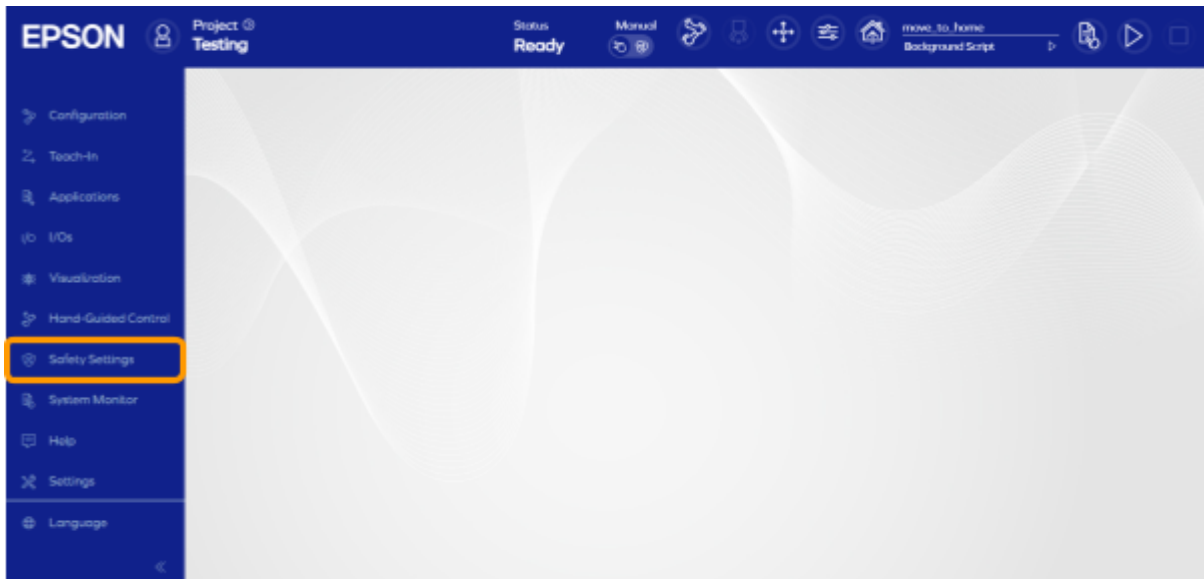 EPSON
Project
Testing
Status
Ready
Manual
move_to_home
Background Script
Configuration
Teach-In
Applications
I/O I/Os
Visualization
Hand-Guided Control
Safety Settings
System Monitor
Help
Settings
Language